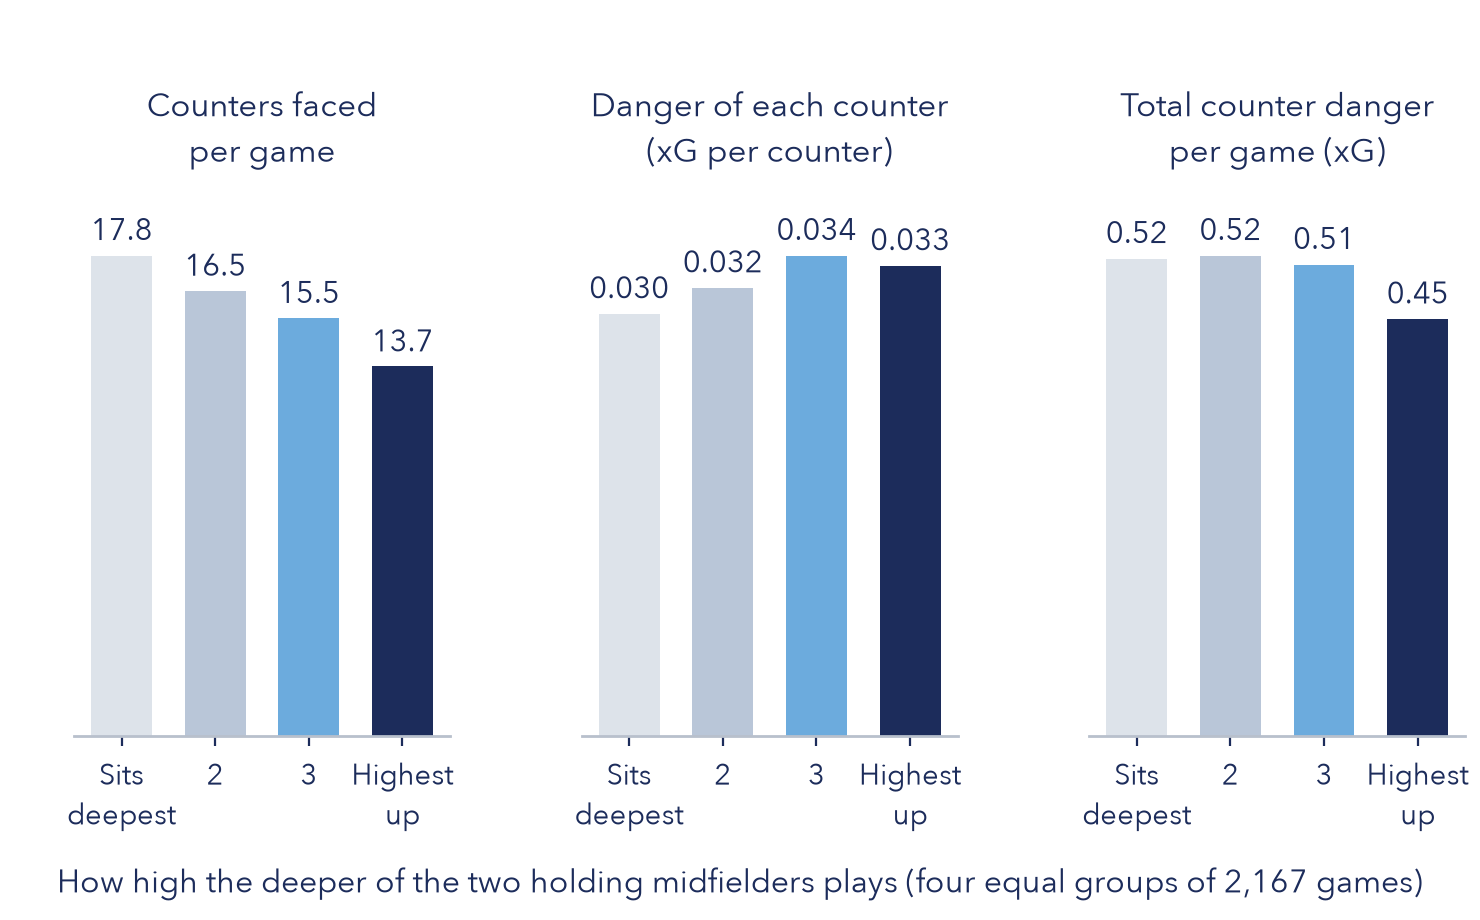 Counters faced
per game
17.8
16.5
15.5
13.7
Sits
deepest
2
3
Highest
up
Danger of each counter
(xG per counter)
0.030
0.032
0.034
0.033
Sits
deepest
2
3
Highest
up
Total counter danger
per game (xG)
0.52
0.52
0.51
0.45
Sits
deepest
2
3
Highest
up
How high the deeper of the two holding midfielders plays (four equal groups of 2,167 games)